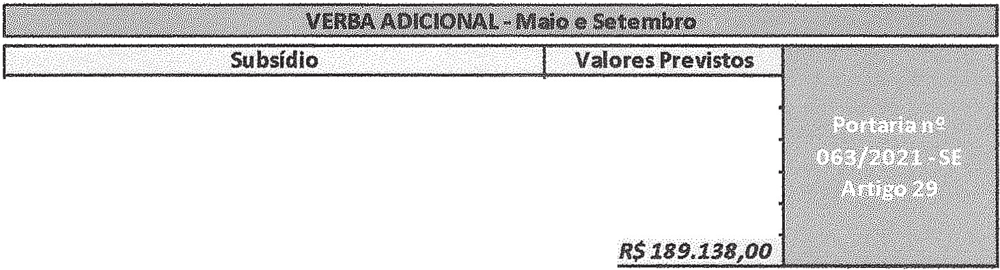 VERBA ADICIONAL - Maio e Setembro
Subsídio
Valores Previstos
Portaria nº
063/2021 - SE
Artigo 29
R$ 189.138,00